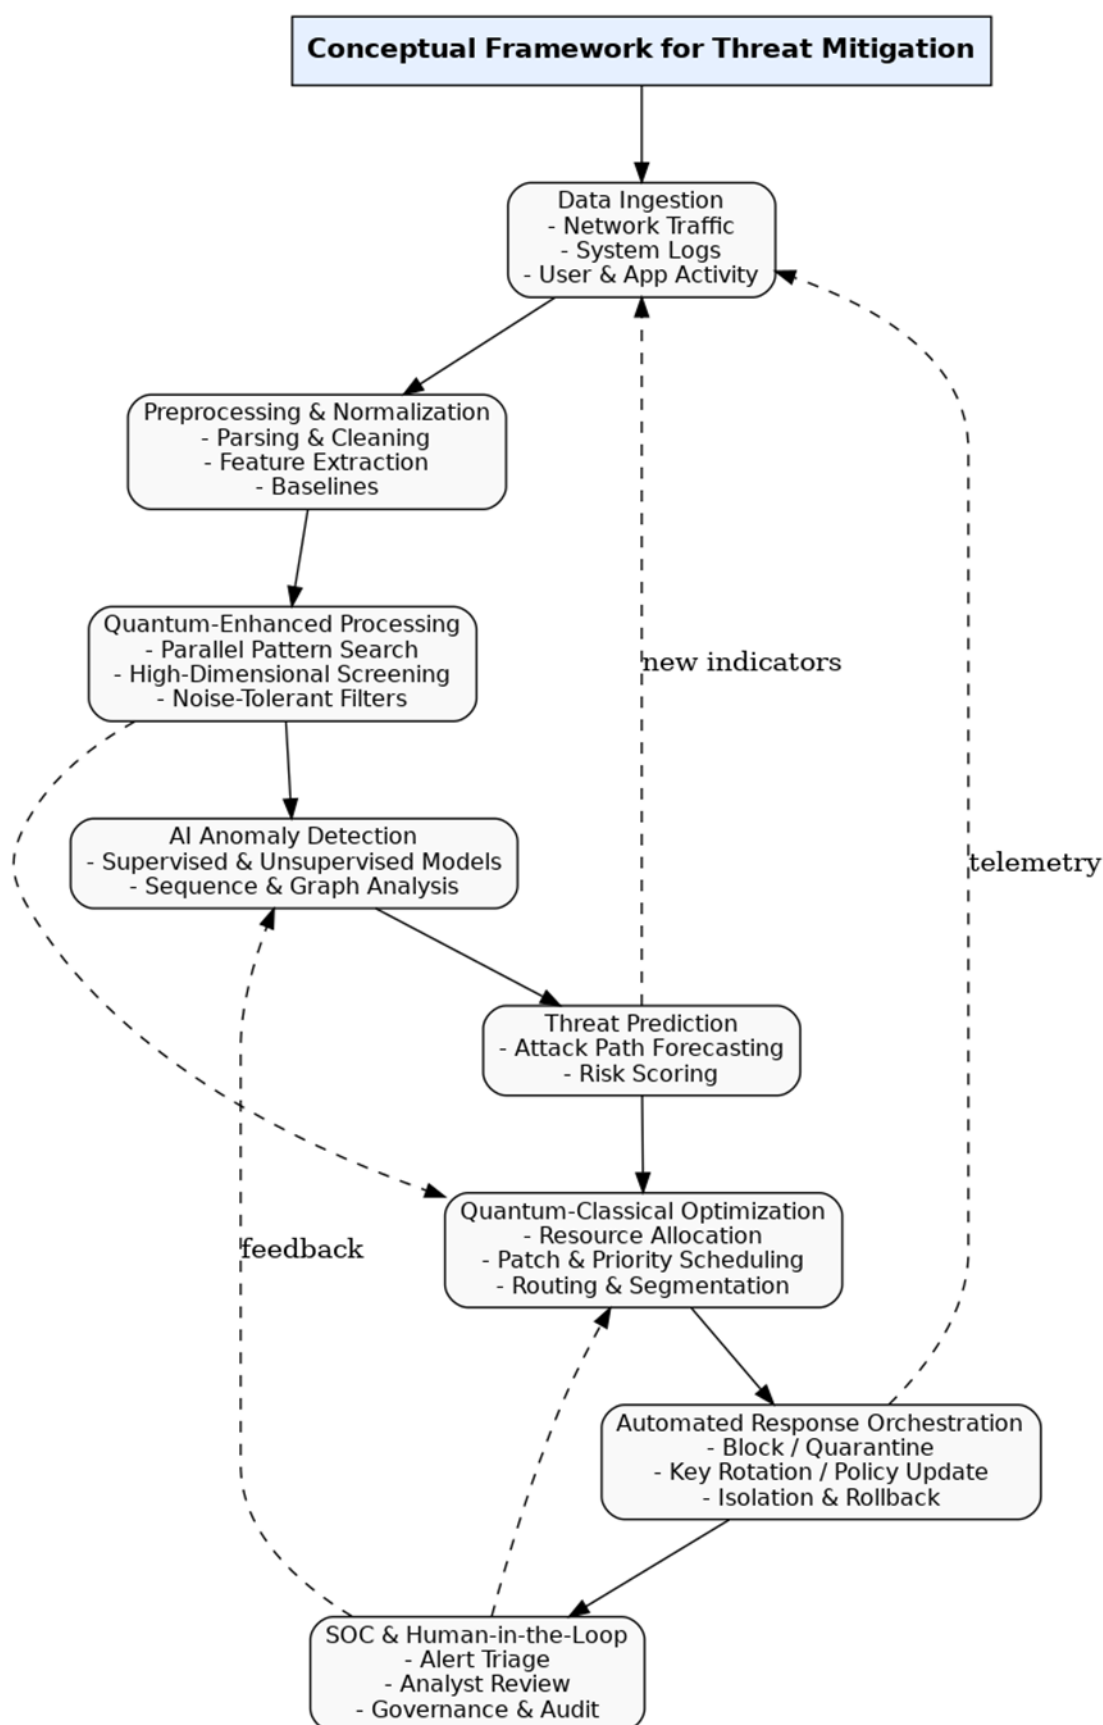 Conceptual Framework for Threat Mitigation
Data Ingestion
- Network Traffic
- System Logs
- User & App Activity
Preprocessing & Normalization
- Parsing & Cleaning
- Feature Extraction
- Baselines
Quantum-Enhanced Processing
- Parallel Pattern Search
- High-Dimensional Screening
- Noise-Tolerant Filters
new indicators
AI Anomaly Detection
- Supervised & Unsupervised Models
- Sequence & Graph Analysis
telemetry
Threat Prediction
- Attack Path Forecasting
- Risk Scoring
Quantum-Classical Optimization
- Resource Allocation
- Patch & Priority Scheduling
- Routing & Segmentation
feedback
Automated Response Orchestration
- Block / Quarantine
- Key Rotation / Policy Update
- Isolation & Rollback
SOC & Human-in-the-Loop
- Alert Triage
- Analyst Review
- Governance & Audit